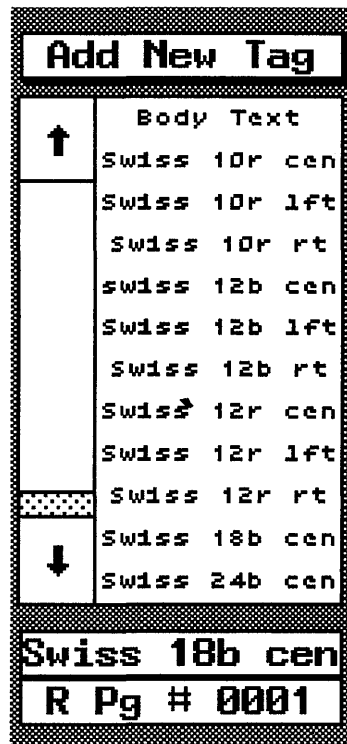 Add New Tag
Body Text
Swiss 10r cen
Swiss 10r lft
Swiss 10r rt
swiss 12b cen
Swiss 12b lft
Swiss 12b rt
Swiss 12r cen
Swiss 12r lft
Swiss 12r rt
Swiss 18b cen
Swiss 24b cen
Swiss 18b cen
R Pg # 0001